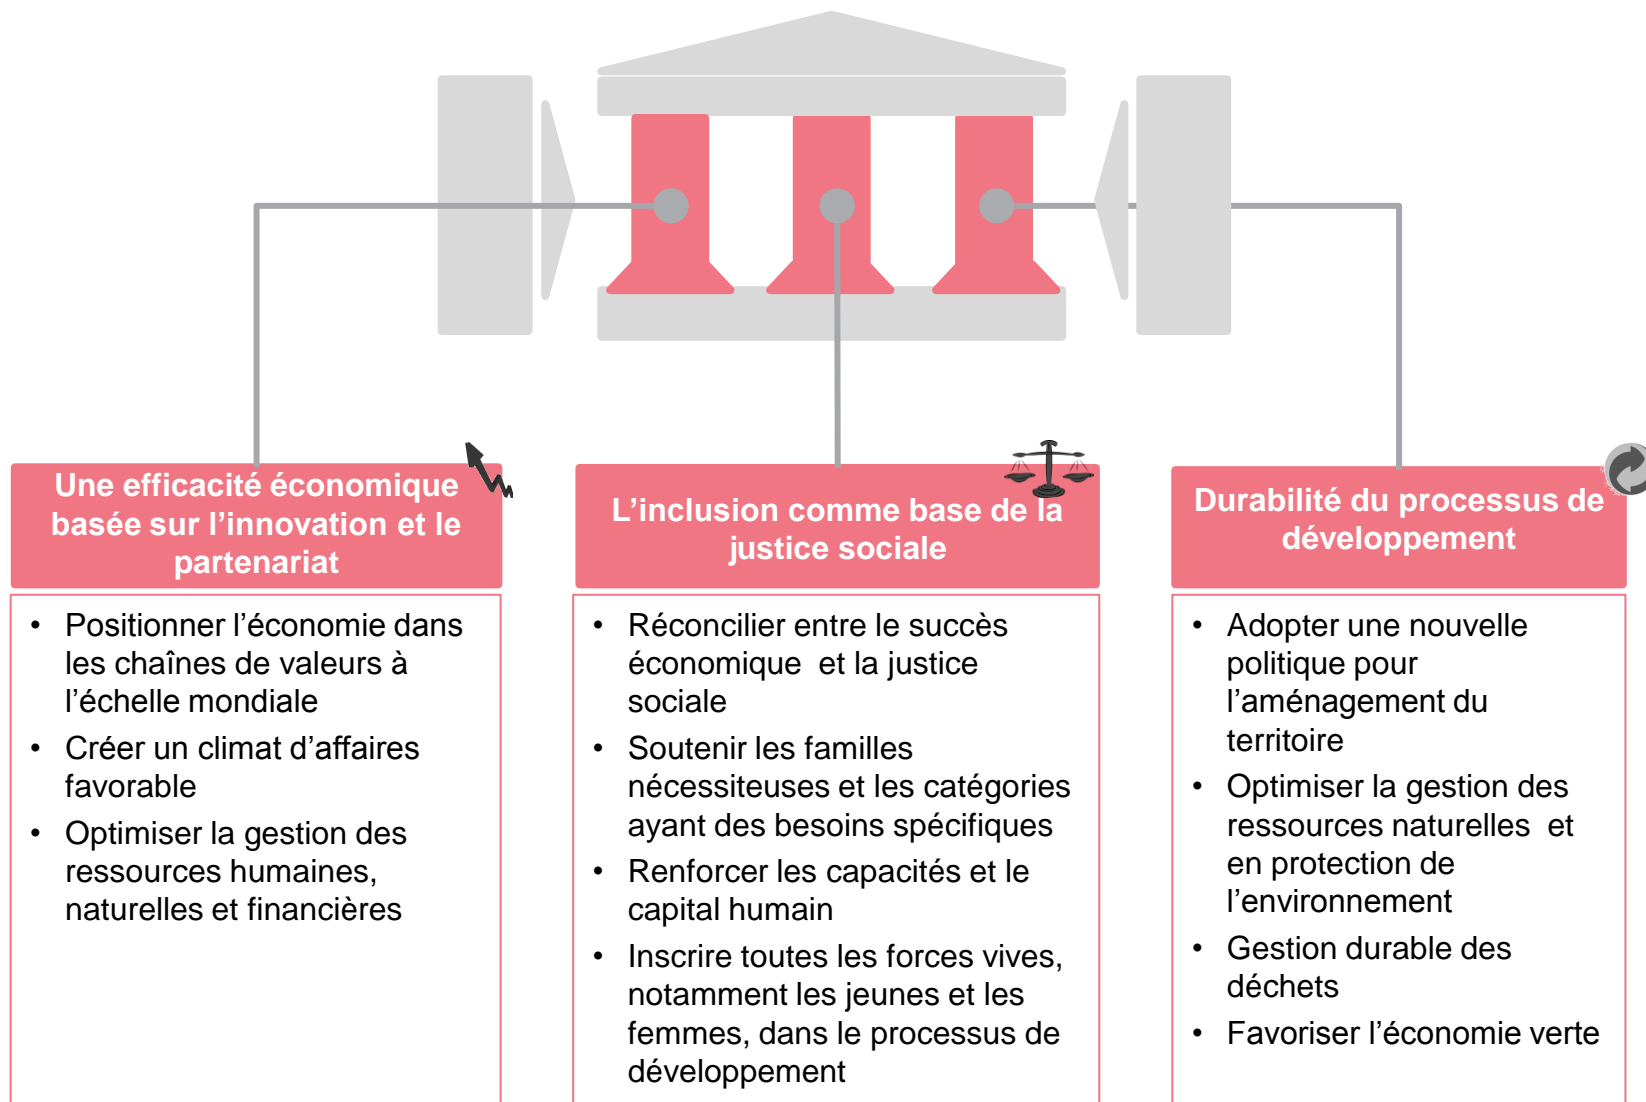 Une efficacité économique
basée sur l’innovation et le
partenariat
• Positionner l’économie dans
les chaînes de valeurs à
l’échelle mondiale
• Créer un climat d’affaires
favorable
• Optimiser la gestion des
ressources humaines,
naturelles et financières
L’inclusion comme base de la
justice sociale
• Réconcilier entre le succès
économique et la justice
sociale
• Soutenir les familles
nécessiteuses et les catégories
ayant des besoins spécifiques
• Renforcer les capacités et le
capital humain
• Inscrire toutes les forces vives,
notamment les jeunes et les
femmes, dans le processus de
développement
Durabilité du processus de
développement
• Adopter une nouvelle
politique pour
l’aménagement du
territoire
• Optimiser la gestion des
ressources naturelles et
en protection de
l’environnement
• Gestion durable des
déchets
• Favoriser l’économie verte